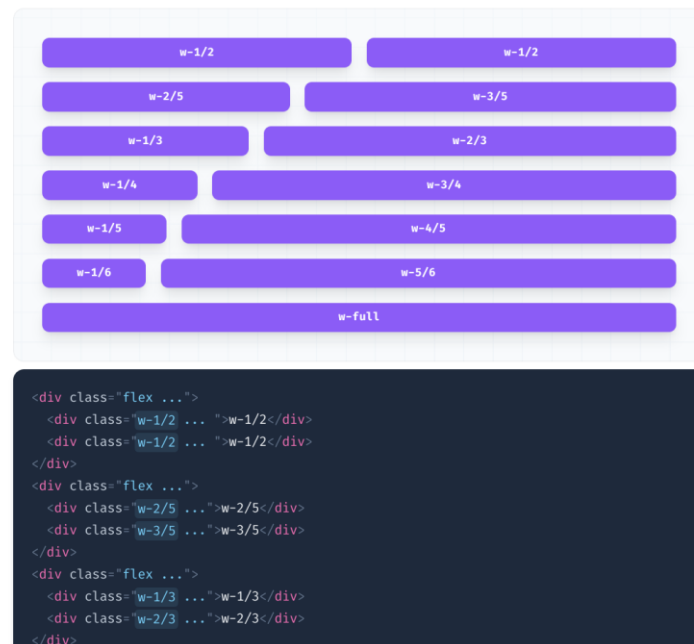 w-1/2 w-1/2
w-2/5 w-3/5
w-1/3 w-2/3
w-1/4 w-3/4
w-1/5 w-4/5
w-1/6 w-5/6
w-full
<div class="flex ...">
<div class="w-1/2 ... ">w-1/2</div>
<div class="w-1/2 ... ">w-1/2</div>
</div>
<div class="flex ...">
<div class="w-2/5 ...">w-2/5</div>
<div class="w-3/5 ...">w-3/5</div>
</div>
<div class="flex ...">
<div class="w-1/3 ...">w-1/3</div>
<div class="w-2/3 ...">w-2/3</div>
</div>